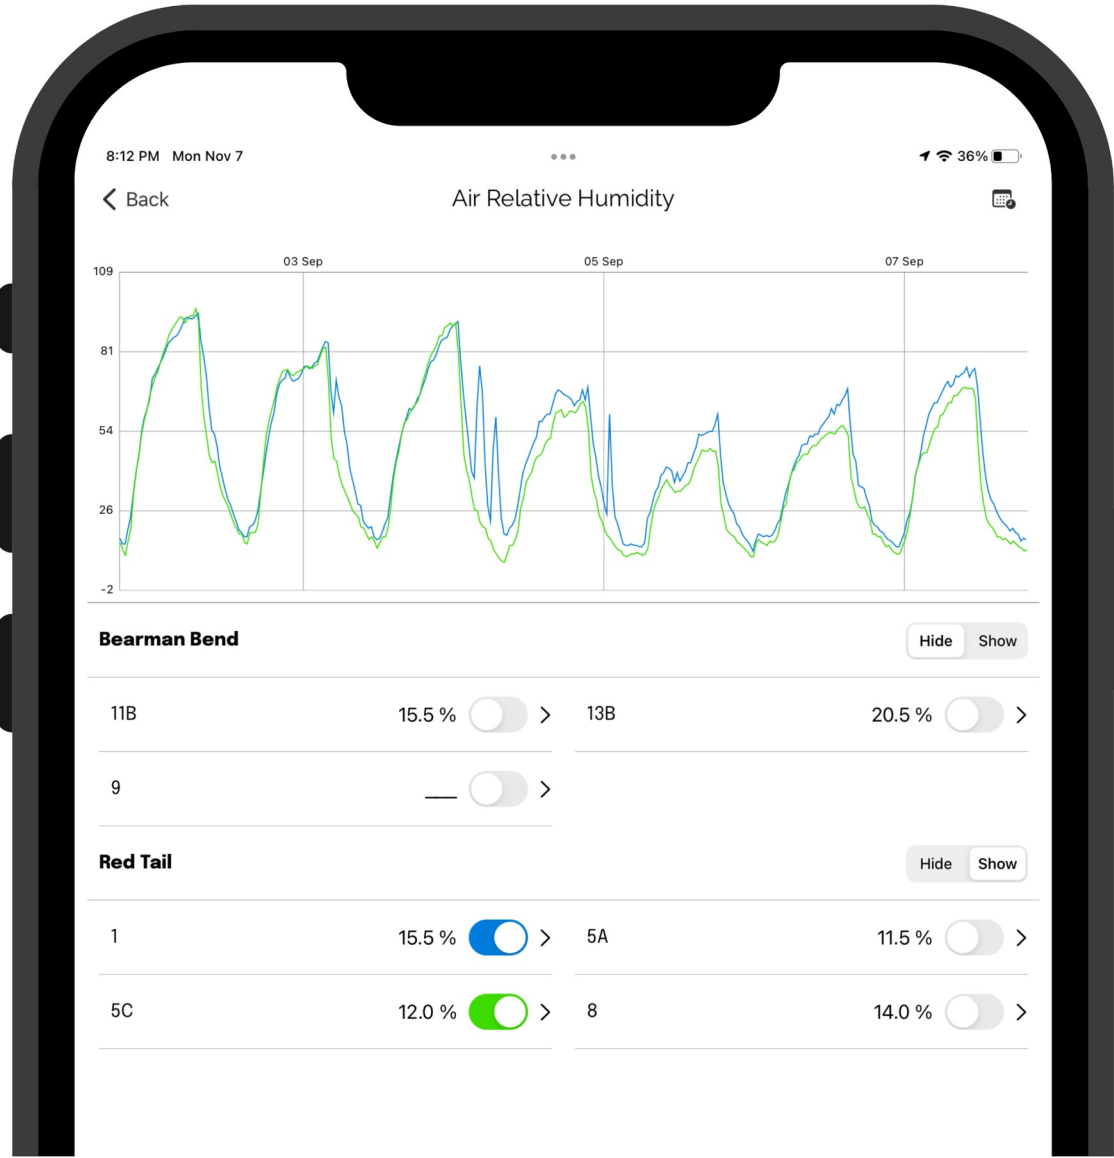 8:12 PM Mon Nov 7
36%
Back
Air Relative Humidity
03 Sep
05 Sep
07 Sep
109
81
54
26
-2
Bearman Bend
Hide Show
11B 15.5 %
13B 20.5 %
9 ___
Red Tail
Hide Show
1 15.5 %
5A 11.5 %
5C 12.0 %
8 14.0 %